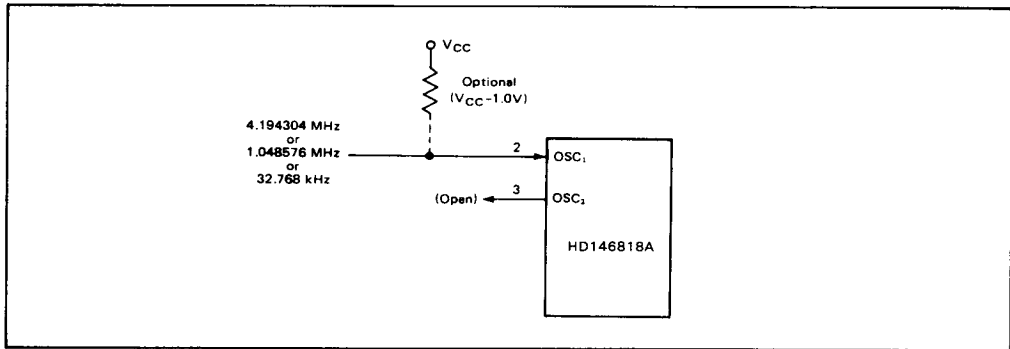 VCC
Optional
(VCC-1.0V)
4.194304 MHz
or
1.048576 MHz
or
32.768 kHz
2
OSC₁
(Open)
3
OSC₂
HD146818A